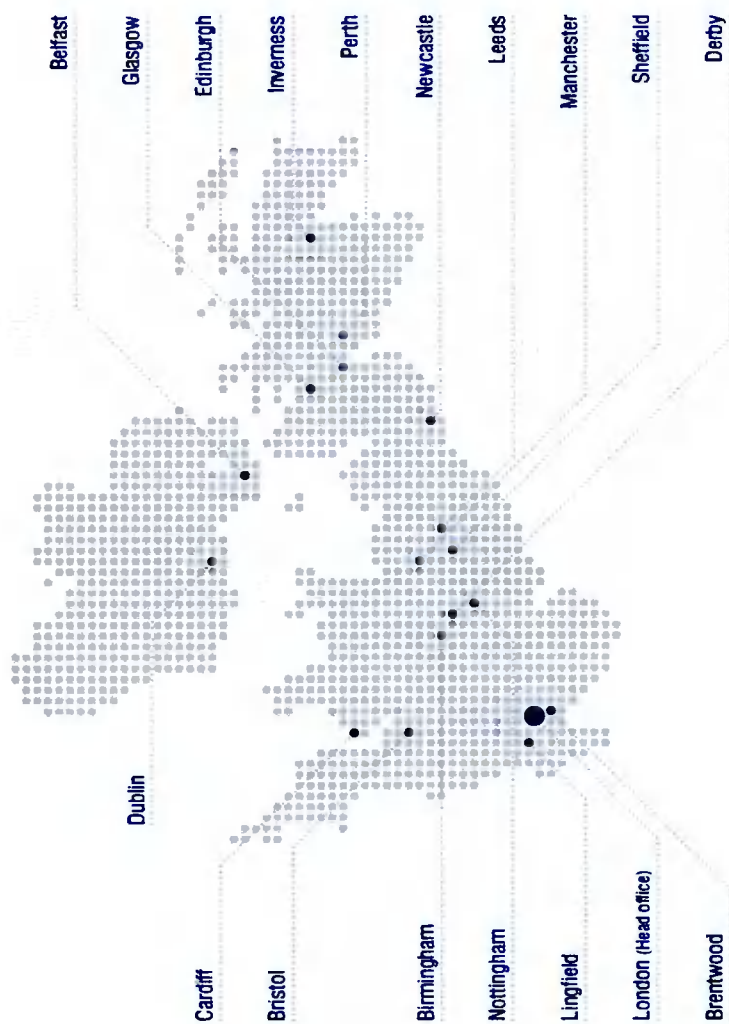 Belfast
Glasgow
Edinburgh
Inverness
Perth
Newcastle
Leeds
Manchester
Sheffield
Derby
Dublin
Cardiff
Bristol
Birmingham
Nottingham
Lingfield
London (Head office)
Brentwood